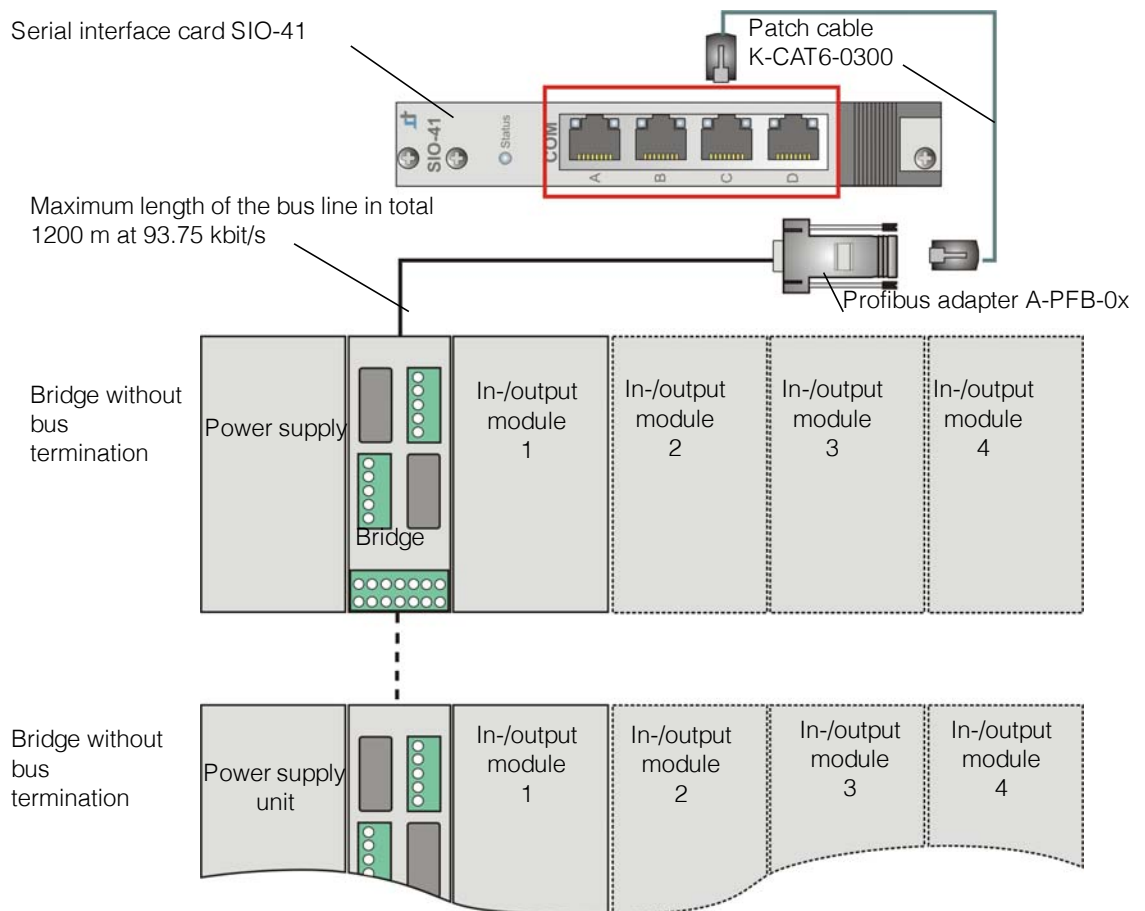 Serial interface card SIO-41
Patch cable
K-CAT6-0300
SIO-41
Status
COM
A
B
C
D
Maximum length of the bus line in total
1200 m at 93.75 kbit/s
Profibus adapter A-PFB-0x
Bridge without
bus
termination
Power supply
Bridge
In-/output
module
1
In-/output
module
2
In-/output
module
3
In-/output
module
4
Bridge without
bus
termination
Power supply
unit
In-/output
module
1
In-/output
module
2
In-/output
module
3
In-/output
module
4